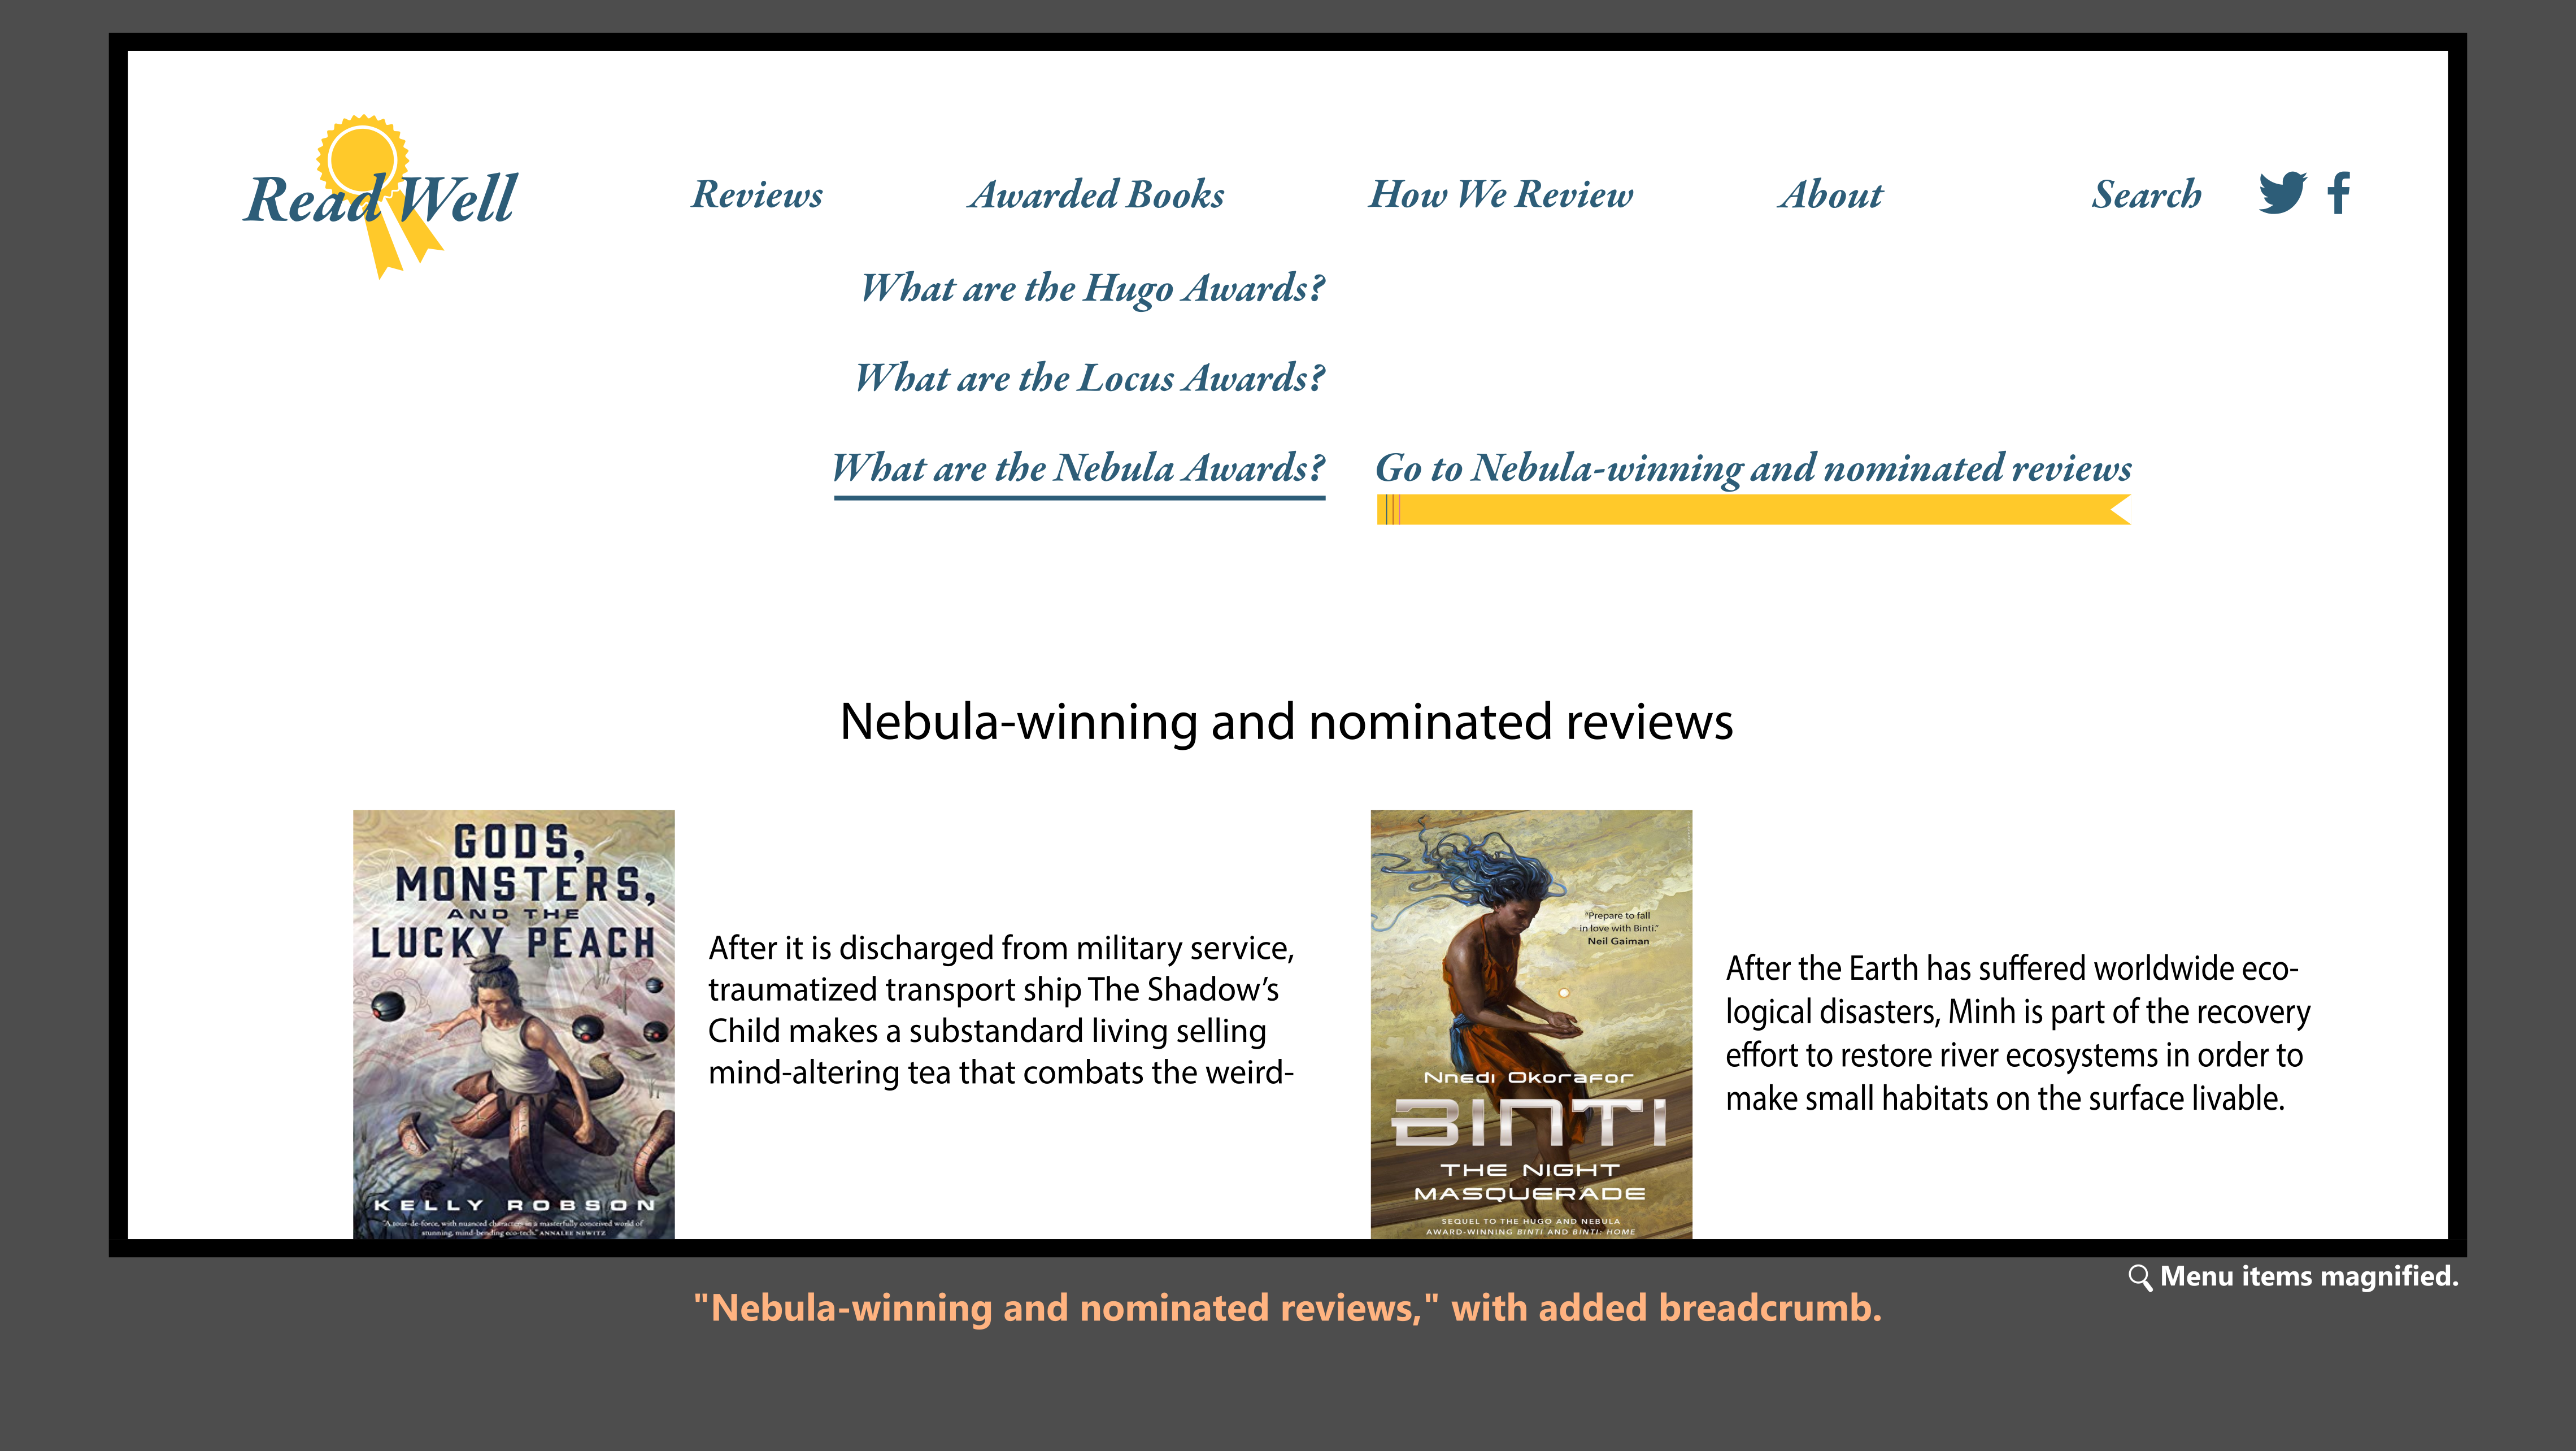 Read Well
Reviews
Awarded Books
How We Review
About
Search
What are the Hugo Awards?
What are the Locus Awards?
What are the Nebula Awards?
Go to Nebula-winning and nominated reviews
Nebula-winning and nominated reviews
GODS,
MONSTERS,
AND THE
LUCKY PEACH
KELLY ROBSON
"A tour-de-force, with nuanced characters in a masterfully conceived world of
stunning, mind-bending eco-tech." ANNALEE NEWITZ
After it is discharged from military service,
traumatized transport ship The Shadow’s
Child makes a substandard living selling
mind-altering tea that combats the weird-
"Prepare to fall
in love with Binti."
Neil Gaiman
Nnedi Okorafor
BINTI
THE NIGHT
MASQUERADE
SEQUEL TO THE HUGO AND NEBULA
AWARD-WINNING BINTI AND BINTI: HOME
After the Earth has suffered worldwide eco-
logical disasters, Minh is part of the recovery
effort to restore river ecosystems in order to
make small habitats on the surface livable.
Menu items magnified.
"Nebula-winning and nominated reviews," with added breadcrumb.